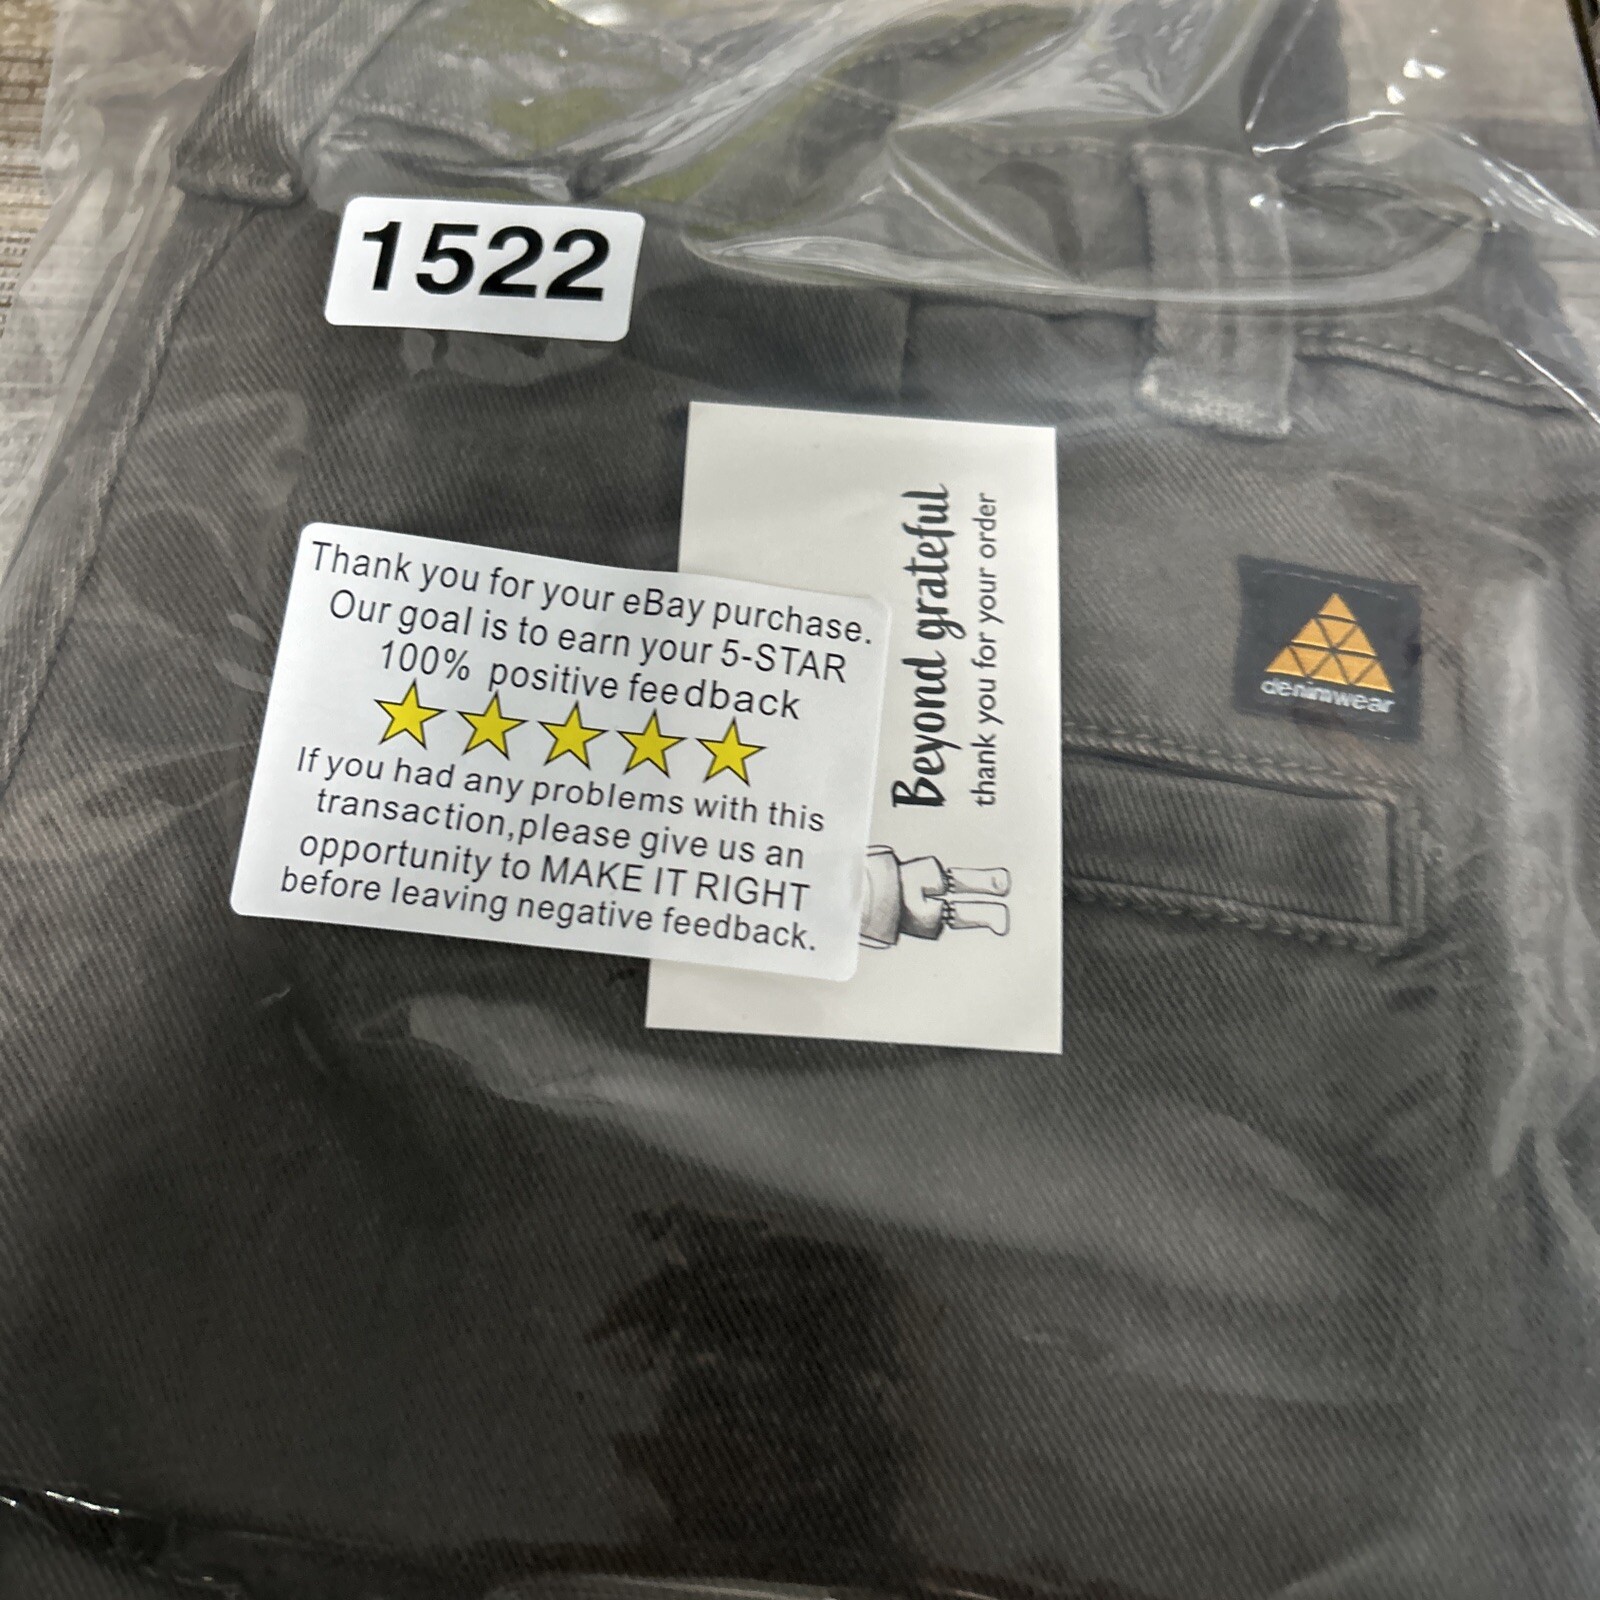 1522
Thank you for your eBay purchase.
Our goal is to earn your 5-STAR
100% positive feedback
If you had any problems with this
transaction,please give us an
opportunity to MAKE IT RIGHT
before leaving negative feedback.
Beyond grateful
thank you for your order
denimwear